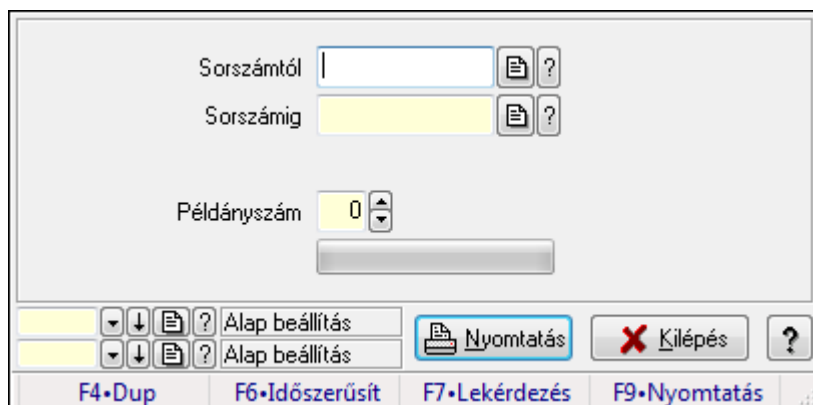 Sorszámtól ?
Sorszámig ?
Példányszám 0
? Alap beállítás
? Alap beállítás
Nyomtatás Kilépés ?
F4•Dup F6•Időszerűsít F7•Lekérdezés F9•Nyomtatás